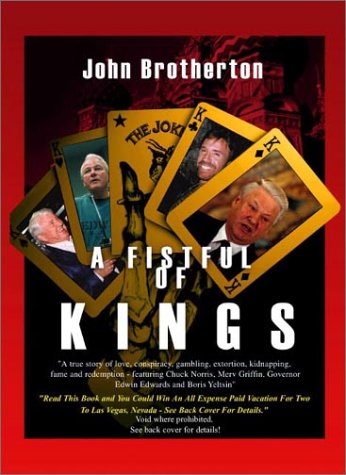 John Brotherton
K
K
THE JOKER
K
K
A FISTFUL
OF
KINGS
"A true story of love, conspiracy, gambling, extortion, kidnapping,
fame and redemption - featuring Chuck Norris, Merv Griffin, Governor
Edwin Edwards and Boris Yeltsin"
"Read This Book and You Could Win An All Expense Paid Vacation For Two
To Las Vegas, Nevada - See Back Cover For Details."
Void where prohibited.
See back cover for details!